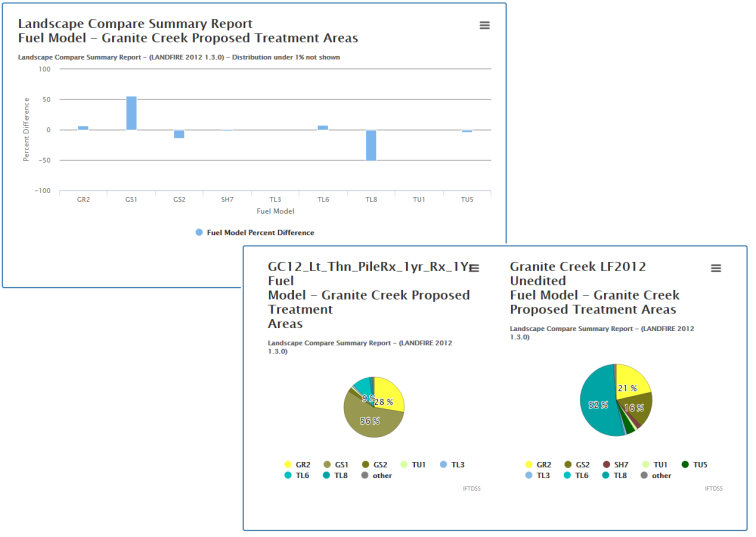 Landscape Compare Summary Report
Fuel Model – Granite Creek Proposed Treatment Areas
Landscape Compare Summary Report – (LANDFIRE 2012 1.3.0) – Distribution under 1% not shown
Percent Difference
100
50
0
−50
−100
GR2 GS1 GS2 SH7 TL3 TL6 TL8 TU1 TU5
Fuel Model
Fuel Model Percent Difference
GC12_Lt_Thn_PileRx_1yr_Rx_1Yr
Fuel
Model – Granite Creek Proposed
Treatment
Areas
Landscape Compare Summary Report – (LANDFIRE 2012
1.3.0)
9 %
28 %
56 %
GR2 GS1 GS2 TU1 TL3
TL6 TL8 other
IFTDSS
Granite Creek LF2012
Unedited
Fuel Model – Granite Creek
Proposed Treatment Areas
Landscape Compare Summary Report – (LANDFIRE 2012
1.3.0)
21 %
52 %
16 %
GR2 GS2 SH7 TU1 TU5
TL3 TL6 TL8 other
IFTDSS